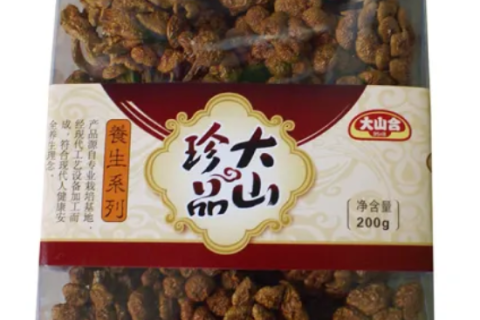 大山合
大山
珍品
養生系列
产品源自专业栽培基地，
经现代工艺设备加工而
成，符合现代人健康安
全养生理念。
净含量
200g